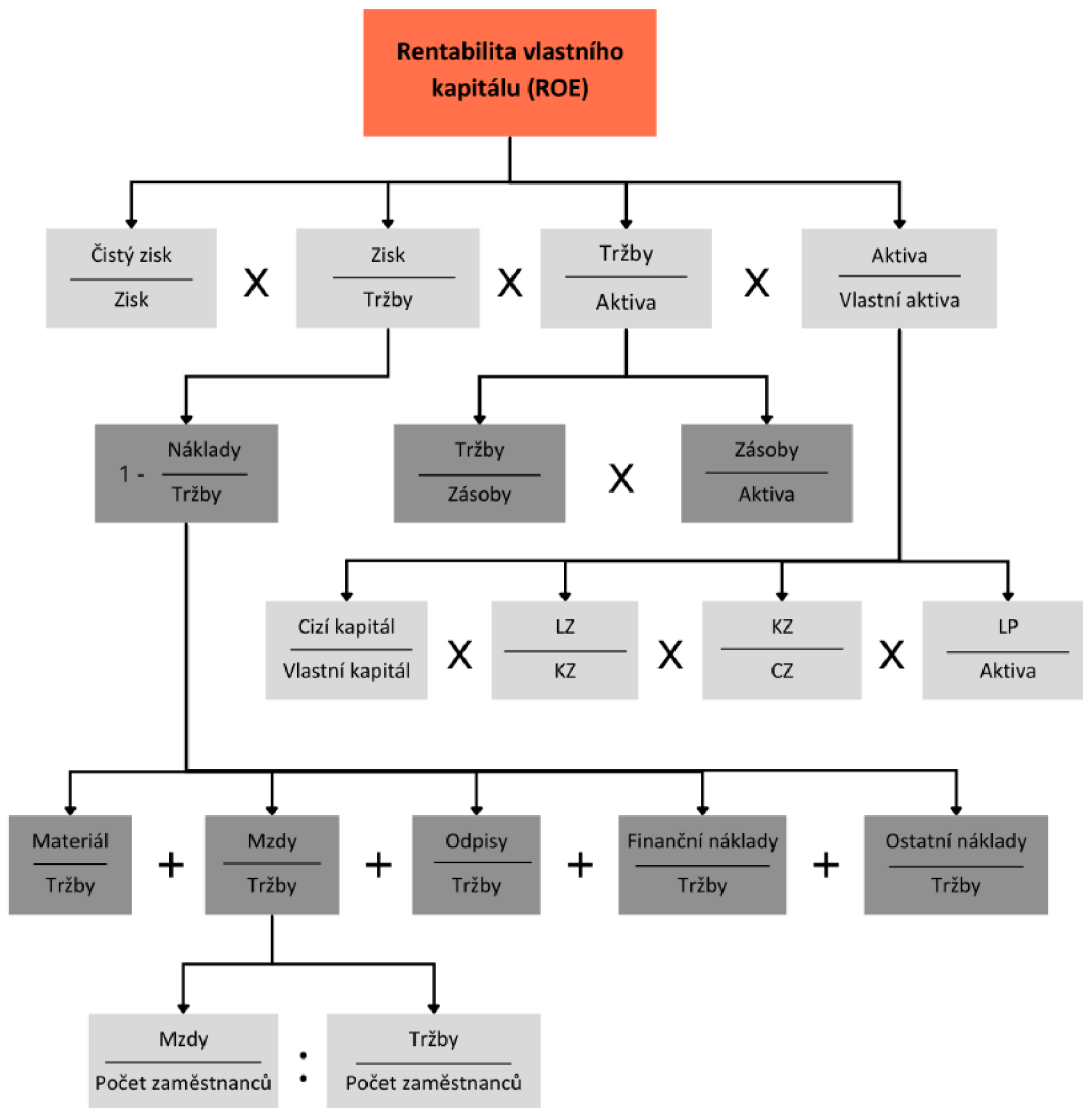 Rentabilita vlastního
kapitálu (ROE)
Čistý zisk
Zisk
X
Zisk
Tržby
X
Tržby
Aktiva
X
Aktiva
Vlastní aktiva
1 -
Náklady
Tržby
Tržby
Zásoby
X
Zásoby
Aktiva
Cizí kapitál
Vlastní kapitál
X
LZ
KZ
X
KZ
CZ
X
LP
Aktiva
Materiál
Tržby
+
Mzdy
Tržby
+
Odpisy
Tržby
+
Finanční náklady
Tržby
+
Ostatní náklady
Tržby
Mzdy
Počet zaměstnanců
:
Tržby
Počet zaměstnanců